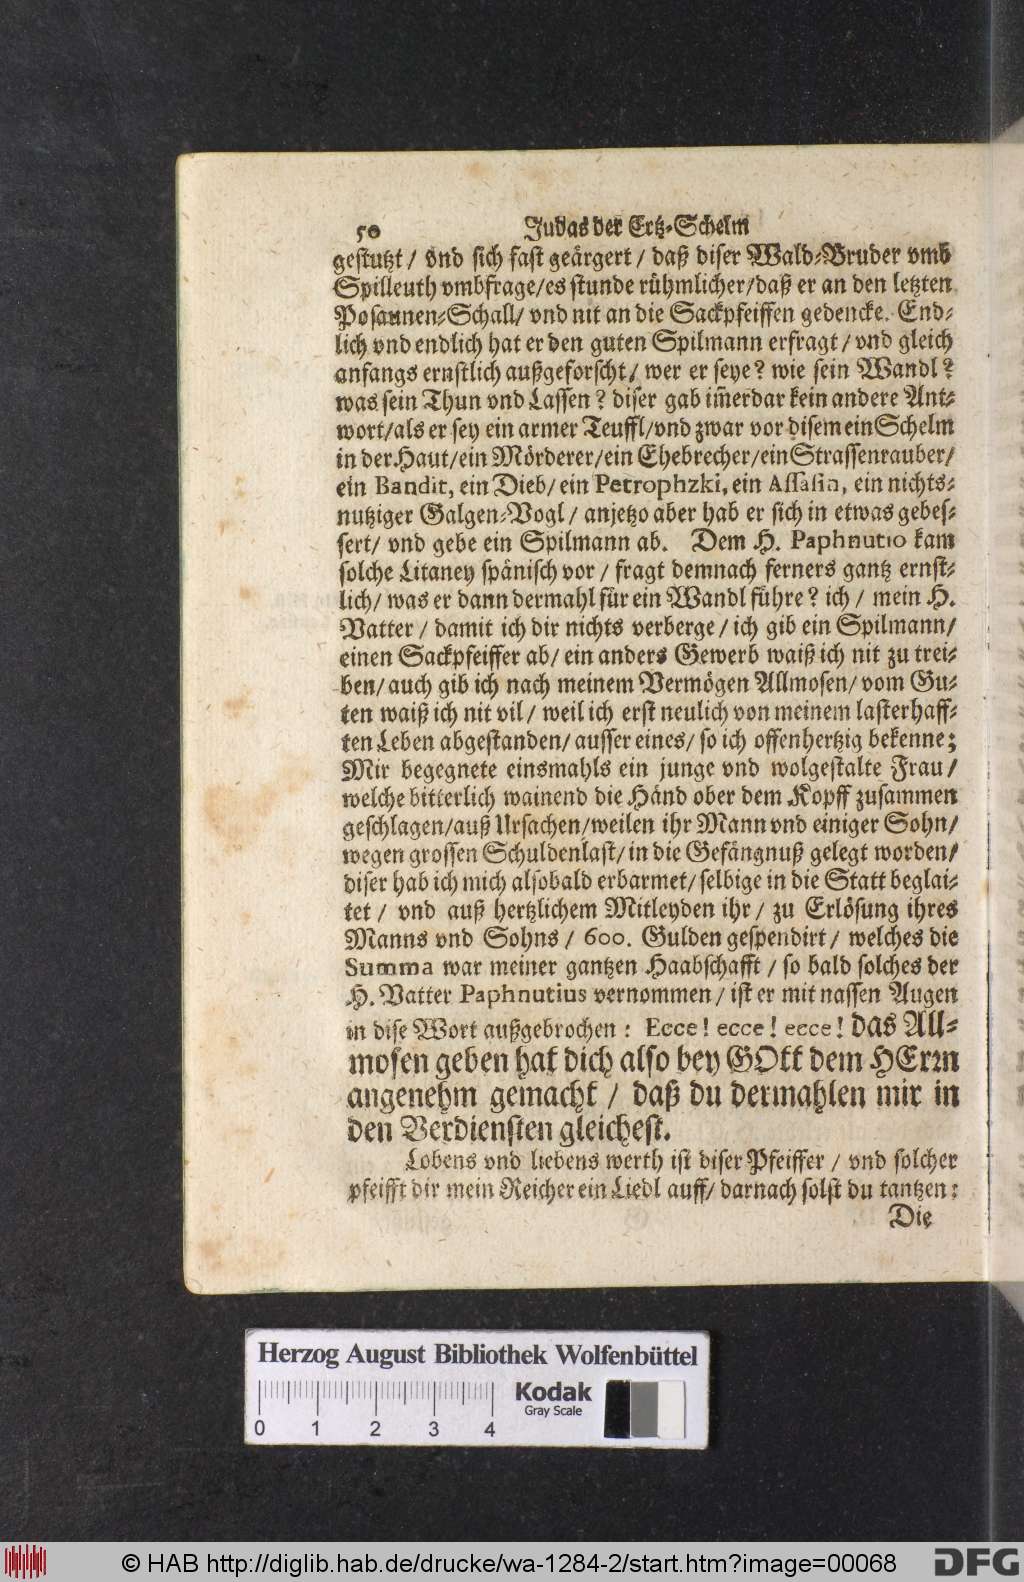 50 Judas der Ertz-Schelm
gestutzt / vnd sich fast geärgert / daß diser Wald-Bruder vmb
Spilleuth vmbfrage/es stunde rühmlicher/daß er an den letzten
Posaunen-Schall/ vnd nit an die Sackpfeiffen gedencke. End-
lich vnd endlich hat er den guten Spilmann erfragt / vnd gleich
anfangs ernstlich außgeforscht / wer er seye? wie sein Wandl?
was sein Thun vnd Lassen? diser gab im̃erdar kein andere Ant-
wort/als er sey ein armer Teuffl/vnd zwar vor disem ein Schelm
in der Haut/ein Mörderer/ein Ehebrecher/ein Strassenrauber/
ein Bandit, ein Dieb/ ein Petrophzki, ein Assasin, ein nichts-
nutziger Galgen-Vogl / anjetzo aber hab er sich in etwas gebes-
sert/ vnd gebe ein Spilmann ab. Dem H. Paphnutio kam
solche Litaney spänisch vor / fragt demnach ferners gantz ernst-
lich/ was er dann dermahl für ein Wandl führe? ich / mein H.
Vatter / damit ich dir nichts verberge / ich gib ein Spilmann/
einen Sackpfeiffer ab/ ein anders Gewerb waiß ich nit zu trei-
ben/ auch gib ich nach meinem Vermögen Allmosen/ vom Gu-
ten waiß ich nit vil / weil ich erst neulich von meinem lasterhaff-
ten Leben abgestanden/ ausser eines/ so ich offenhertzig bekenne;
Mir begegnete einsmahls ein junge vnd wolgestalte Frau/
welche bitterlich wainend die Händ ober dem Kopff zusammen
geschlagen/auß Ursachen/weilen ihr Mann vnd einiger Sohn/
wegen grossen Schuldenlast/ in die Gefängnuß gelegt worden/
diser hab ich mich alsobald erbarmet/ selbige in die Statt beglai-
tet / vnd auß hertzlichem Mitleyden ihr / zu Erlösung ihres
Manns vnd Sohns / 600. Gulden gespendirt / welches die
Summa war meiner gantzen Haabschafft / so bald solches der
H. Vatter Paphnutius vernommen / ist er mit nassen Augen
in dise Wort außgebrochen : Ecce! ecce! ecce! das All-
mosen geben hat dich also bey GOtt dem HErrn
angenehm gemacht / daß du dermahlen mir in
den Verdiensten gleichest.
Lobens vnd liebens werth ist diser Pfeiffer / vnd solcher
pfeifft dir mein Reicher ein Liedl auff/ darnach solst du tantzen:
Die
Herzog August Bibliothek Wolfenbüttel
0 1 2 3 4
Kodak
Gray Scale
© HAB http://diglib.hab.de/drucke/wa-1284-2/start.htm?image=00068
DFG